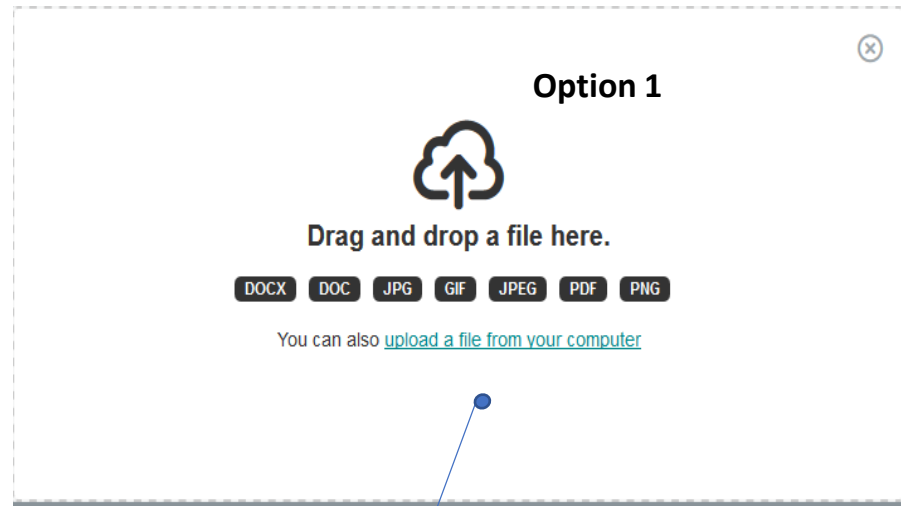 Option 1
Drag and drop a file here.
DOCX DOC JPG GIF JPEG PDF PNG
You can also upload a file from your computer